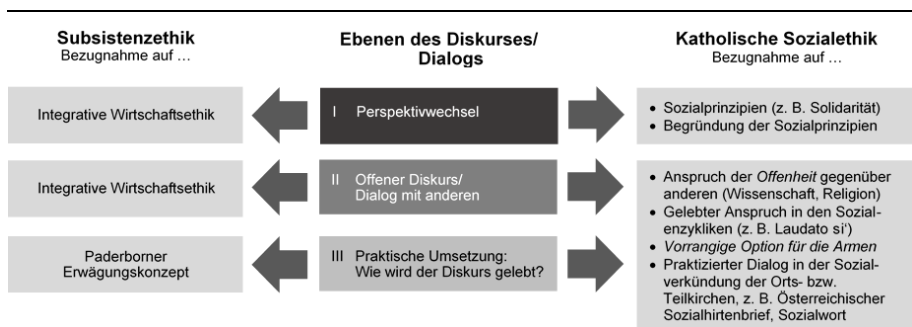 Subsistenzethik
Bezugnahme auf ...
Ebenen des Diskurses/
Dialogs
Katholische Sozialethik
Bezugnahme auf ...
Integrative Wirtschaftsethik
I Perspektivwechsel
• Sozialprinzipien (z. B. Solidarität)
• Begründung der Sozialprinzipien
Integrative Wirtschaftsethik
II Offener Diskurs/
Dialog mit anderen
Paderborner
Erwägungskonzept
III Praktische Umsetzung:
Wie wird der Diskurs gelebt?
• Anspruch der Offenheit gegenüber
anderen (Wissenschaft, Religion)
• Gelebter Anspruch in den Sozial-
enzykliken (z. B. Laudato si‘)
• Vorrangige Option für die Armen
• Praktizierter Dialog in der Sozial-
verkündung der Orts- bzw.
Teilkirchen, z. B. Österreichischer
Sozialhirtenbrief, Sozialwort